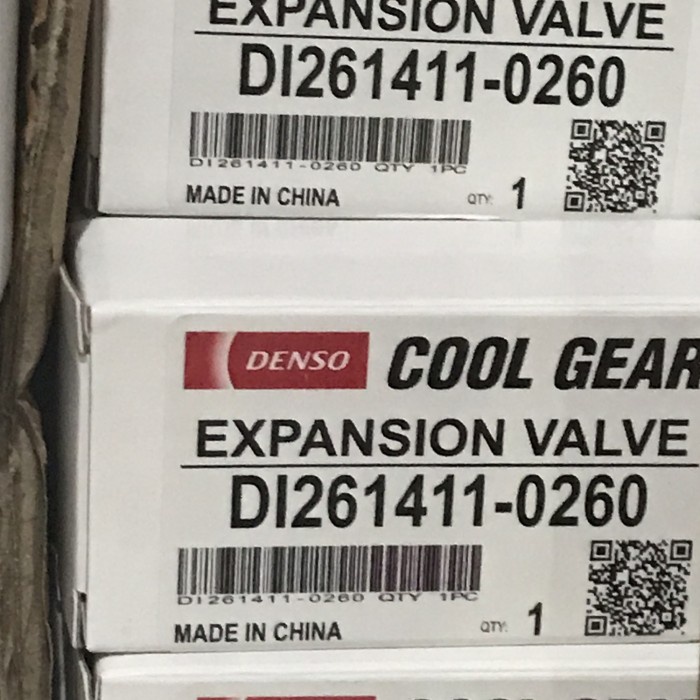 EXPANSION VALVE
DI261411-0260
DI261411-0260 QTY 1PC
MADE IN CHINA
QTY: 1
DENSO COOL GEAR
EXPANSION VALVE
DI261411-0260
DI261411-0260 QTY 1PC
MADE IN CHINA
QTY: 1